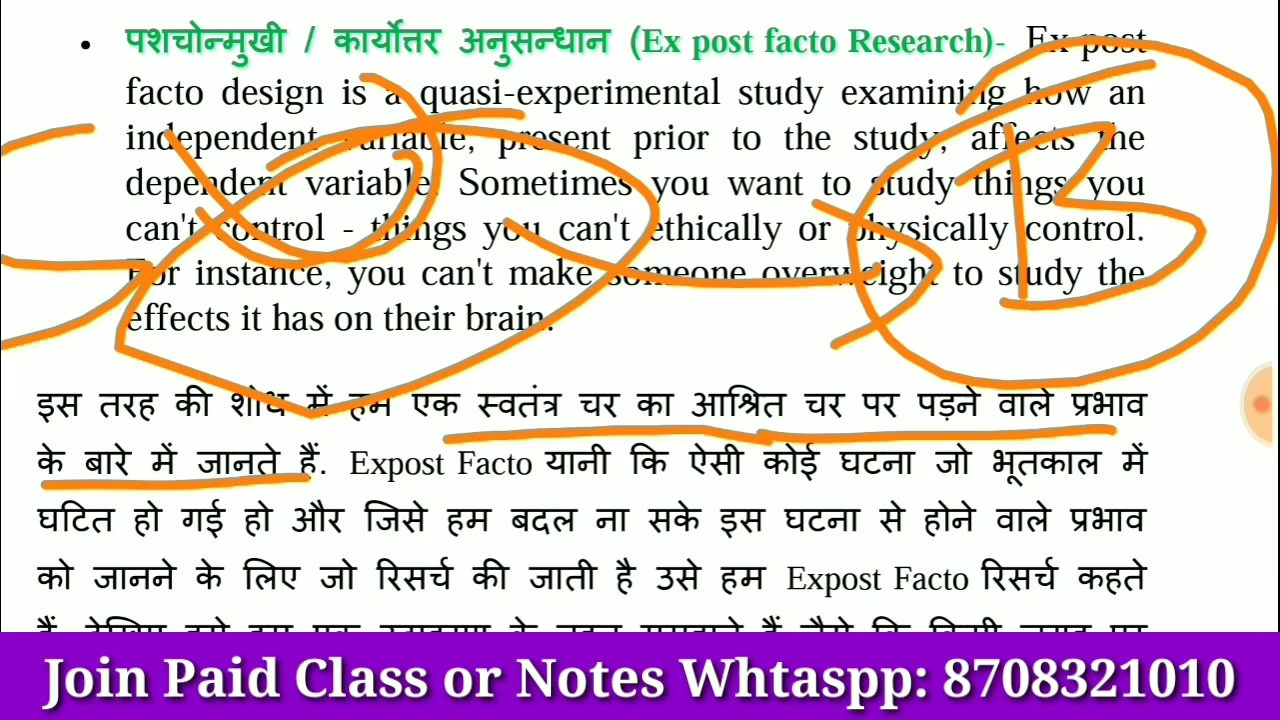 • पशचोन्मुखी / कार्योत्तर अनुसन्धान (Ex post facto Research)- Ex post
facto design is a quasi-experimental study examining how an
independent variable, present prior to the study, affects the
dependent variable. Sometimes you want to study things you
can't control - things you can't ethically or physically control.
For instance, you can't make someone overweight to study the
effects it has on their brain.
इस तरह की शोध में हम एक स्वतंत्र चर का आश्रित चर पर पड़ने वाले प्रभाव
के बारे में जानते हैं. Expost Facto यानी कि ऐसी कोई घटना जो भूतकाल में
घटित हो गई हो और जिसे हम बदल ना सके इस घटना से होने वाले प्रभाव
को जानने के लिए जो रिसर्च की जाती है उसे हम Expost Facto रिसर्च कहते
Join Paid Class or Notes Whtaspp: 8708321010